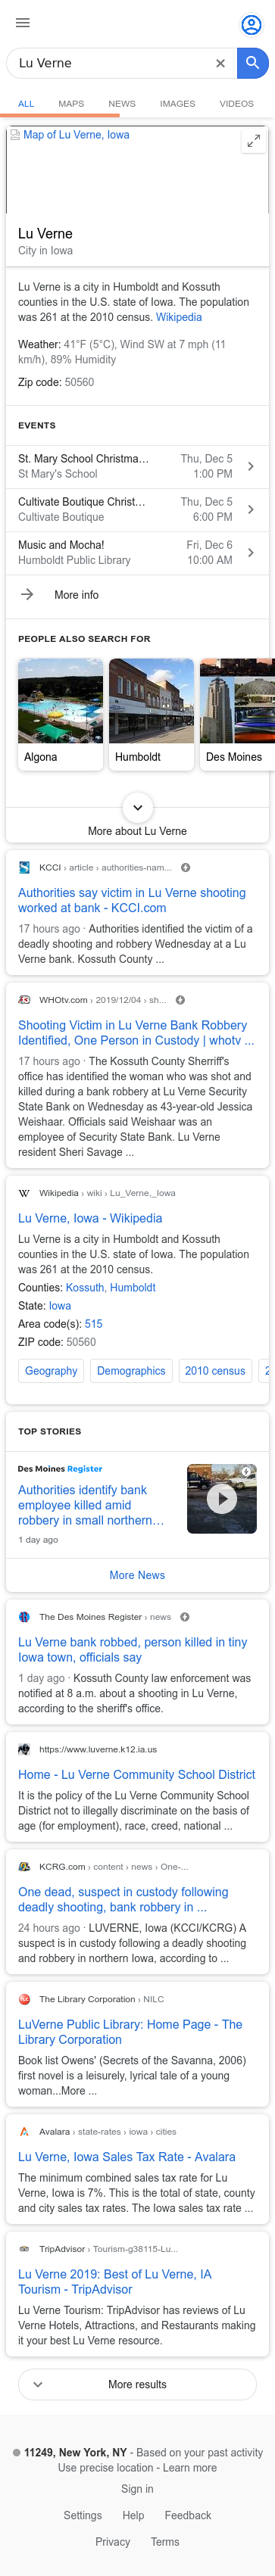 Lu Verne
ALL MAPS NEWS IMAGES VIDEOS
Map of Lu Verne, Iowa
Lu Verne
City in Iowa
Lu Verne is a city in Humboldt and Kossuth
counties in the U.S. state of Iowa. The population
was 261 at the 2010 census. Wikipedia
Weather: 41°F (5°C), Wind SW at 7 mph (11
km/h), 89% Humidity
Zip code: 50560
EVENTS
St. Mary School Christma… Thu, Dec 5
St Mary's School 1:00 PM
Cultivate Boutique Christ… Thu, Dec 5
Cultivate Boutique 6:00 PM
Music and Mocha! Fri, Dec 6
Humboldt Public Library 10:00 AM
More info
PEOPLE ALSO SEARCH FOR
Algona Humboldt Des Moines
More about Lu Verne
KCCI › article › authorities-nam...
Authorities say victim in Lu Verne shooting
worked at bank - KCCI.com
17 hours ago · Authorities identified the victim of a
deadly shooting and robbery Wednesday at a Lu
Verne bank. Kossuth County ...
WHOtv.com › 2019/12/04 › sh...
Shooting Victim in Lu Verne Bank Robbery
Identified, One Person in Custody | whotv ...
17 hours ago · The Kossuth County Sherriff's
office has identified the woman who was shot and
killed during a bank robbery at Lu Verne Security
State Bank on Wednesday as 43-year-old Jessica
Weishaar. Officials said Weishaar was an
employee of Security State Bank. Lu Verne
resident Sheri Savage ...
W Wikipedia › wiki › Lu_Verne,_Iowa
Lu Verne, Iowa - Wikipedia
Lu Verne is a city in Humboldt and Kossuth
counties in the U.S. state of Iowa. The population
was 261 at the 2010 census.
Counties: Kossuth, Humboldt
State: Iowa
Area code(s): 515
ZIP code: 50560
Geography Demographics 2010 census 2
TOP STORIES
Des Moines Register
Authorities identify bank
employee killed amid
robbery in small northern…
1 day ago
More News
The Des Moines Register › news
Lu Verne bank robbed, person killed in tiny
Iowa town, officials say
1 day ago · Kossuth County law enforcement was
notified at 8 a.m. about a shooting in Lu Verne,
according to the sheriff's office.
https://www.luverne.k12.ia.us
Home - Lu Verne Community School District
It is the policy of the Lu Verne Community School
District not to illegally discriminate on the basis of
age (for employment), race, creed, national ...
KCRG.com › content › news › One-...
One dead, suspect in custody following
deadly shooting, bank robbery in ...
24 hours ago · LUVERNE, Iowa (KCCI/KCRG) A
suspect is in custody following a deadly shooting
and robbery in northern Iowa, according to ...
TLC The Library Corporation › NILC
LuVerne Public Library: Home Page - The
Library Corporation
Book list Owens' (Secrets of the Savanna, 2006)
first novel is a leisurely, lyrical tale of a young
woman...More ...
Avalara › state-rates › iowa › cities
Lu Verne, Iowa Sales Tax Rate - Avalara
The minimum combined sales tax rate for Lu
Verne, Iowa is 7%. This is the total of state, county
and city sales tax rates. The Iowa sales tax rate ...
TripAdvisor › Tourism-g38115-Lu...
Lu Verne 2019: Best of Lu Verne, IA
Tourism - TripAdvisor
Lu Verne Tourism: TripAdvisor has reviews of Lu
Verne Hotels, Attractions, and Restaurants making
it your best Lu Verne resource.
More results
11249, New York, NY - Based on your past activity
Use precise location - Learn more
Sign in
Settings Help Feedback
Privacy Terms